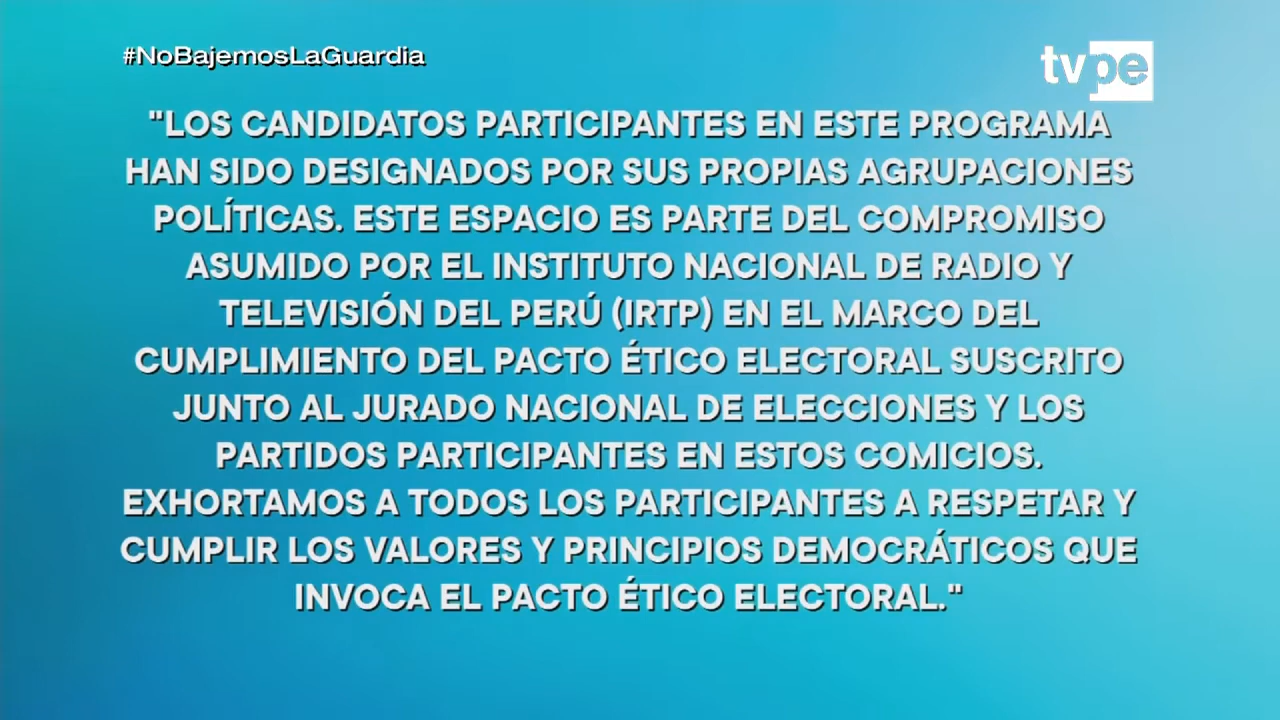 #NoBajemosLaGuardia
tvpe
"LOS CANDIDATOS PARTICIPANTES EN ESTE PROGRAMA
HAN SIDO DESIGNADOS POR SUS PROPIAS AGRUPACIONES
POLÍTICAS. ESTE ESPACIO ES PARTE DEL COMPROMISO
ASUMIDO POR EL INSTITUTO NACIONAL DE RADIO Y
TELEVISIÓN DEL PERÚ (IRTP) EN EL MARCO DEL
CUMPLIMIENTO DEL PACTO ÉTICO ELECTORAL SUSCRITO
JUNTO AL JURADO NACIONAL DE ELECCIONES Y LOS
PARTIDOS PARTICIPANTES EN ESTOS COMICIOS.
EXHORTAMOS A TODOS LOS PARTICIPANTES A RESPETAR Y
CUMPLIR LOS VALORES Y PRINCIPIOS DEMOCRÁTICOS QUE
INVOCA EL PACTO ÉTICO ELECTORAL."